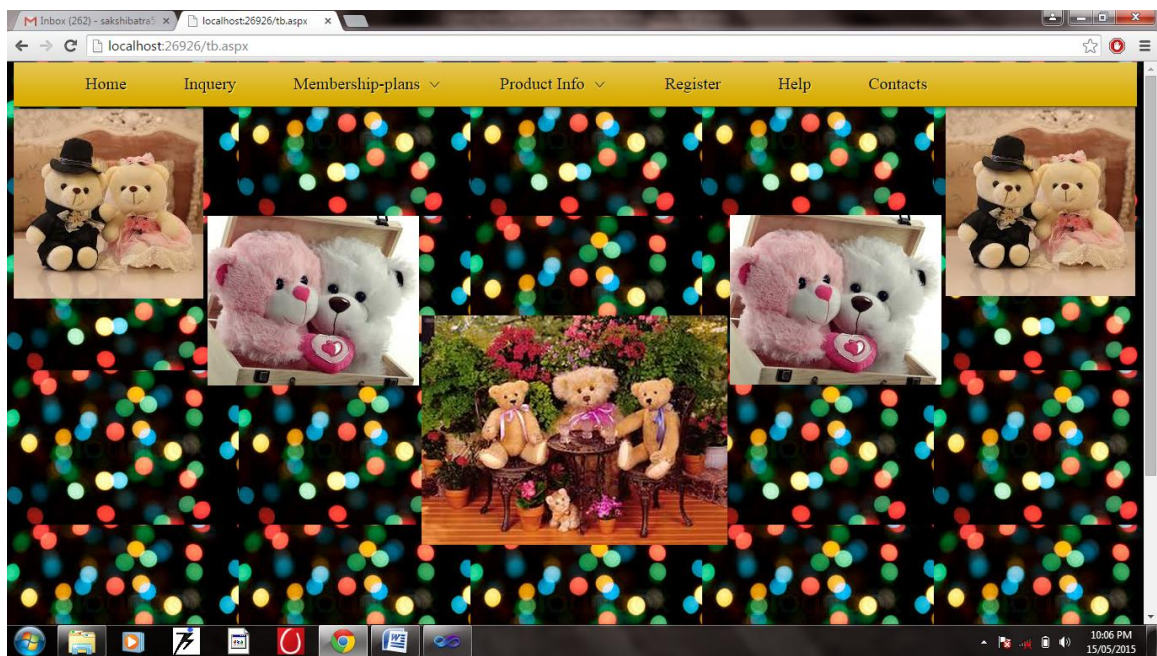 Inbox (262) - sakshibatra5
localhost:26926/tb.aspx
localhost:26926/tb.aspx
Home Inquery Membership-plans Product Info Register Help Contacts
10:06 PM
15/05/2015